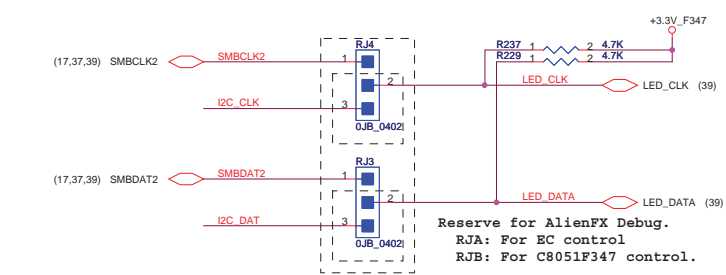 +3.3V_F347
RJ4
R237 1 2 4.7K
R229 1 2 4.7K
(17,37,39) SMBCLK2 SMBCLK2 1
2 LED_CLK LED_CLK (39)
I2C_CLK 3
0JB_0402
RJ3
(17,37,39) SMBDAT2 SMBDAT2 1
2 LED_DATA LED_DATA (39)
I2C_DAT 3
0JB_0402
Reserve for AlienFX Debug.
RJA: For EC control
RJB: For C8051F347 control.